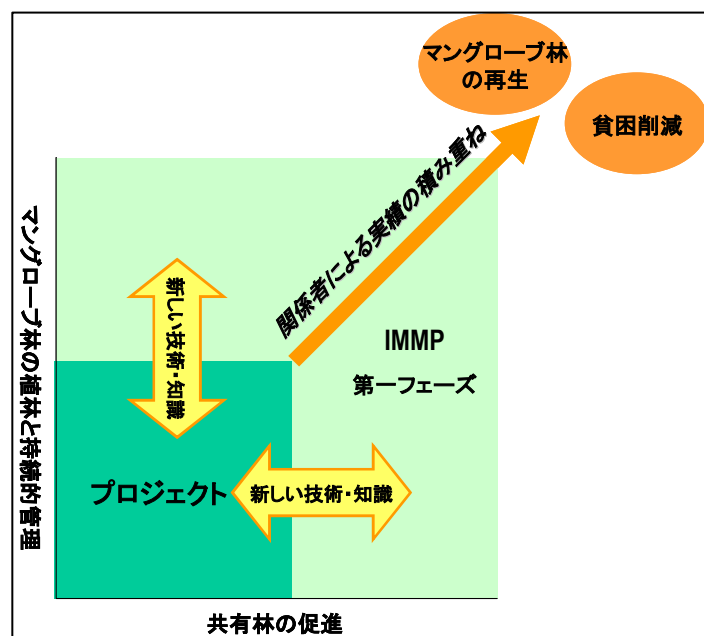 マングローブ林
の再生
貧困削減
関係者による実績の積み重ね
マングローブ林の植林と持続的管理
新しい技術・知識
IMMP
第一フェーズ
プロジェクト
新しい技術・知識
共有林の促進